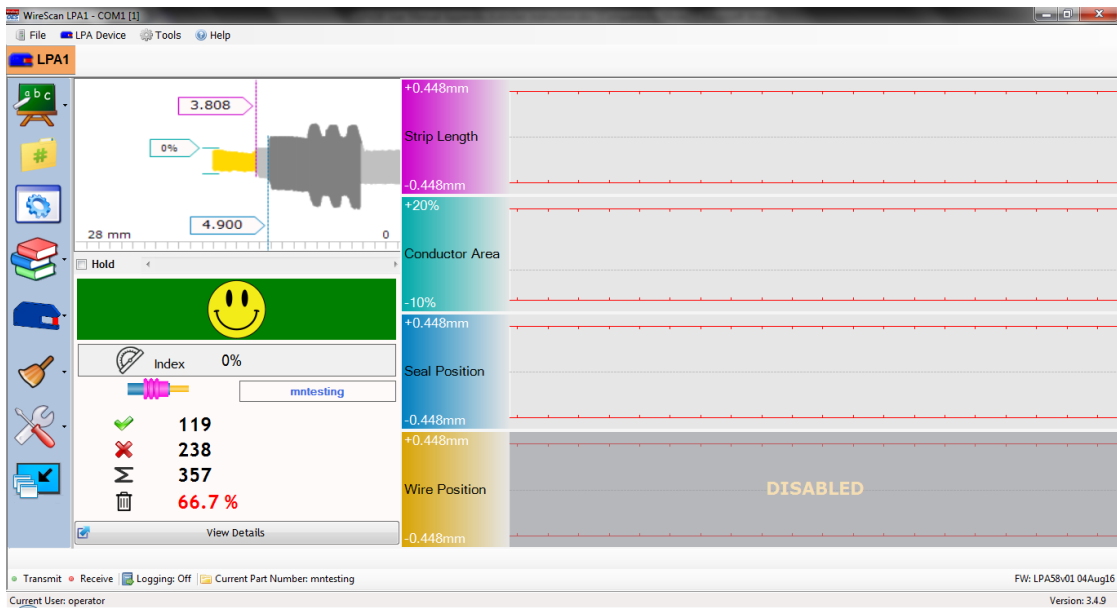 WireScan LPA1 - COM1 [1]
File LPA Device Tools Help
LPA1
abc
#
3.808
0%
4.900
28 mm 0
Hold
Index 0%
mntesting
119
238
357
66.7 %
View Details
+0.448mm
Strip Length
-0.448mm
+20%
Conductor Area
-10%
+0.448mm
Seal Position
-0.448mm
+0.448mm
Wire Position
DISABLED
-0.448mm
Transmit Receive Logging: Off Current Part Number: mntesting FW: LPA58v01 04Aug16
Current User: operator Version: 3.4.9